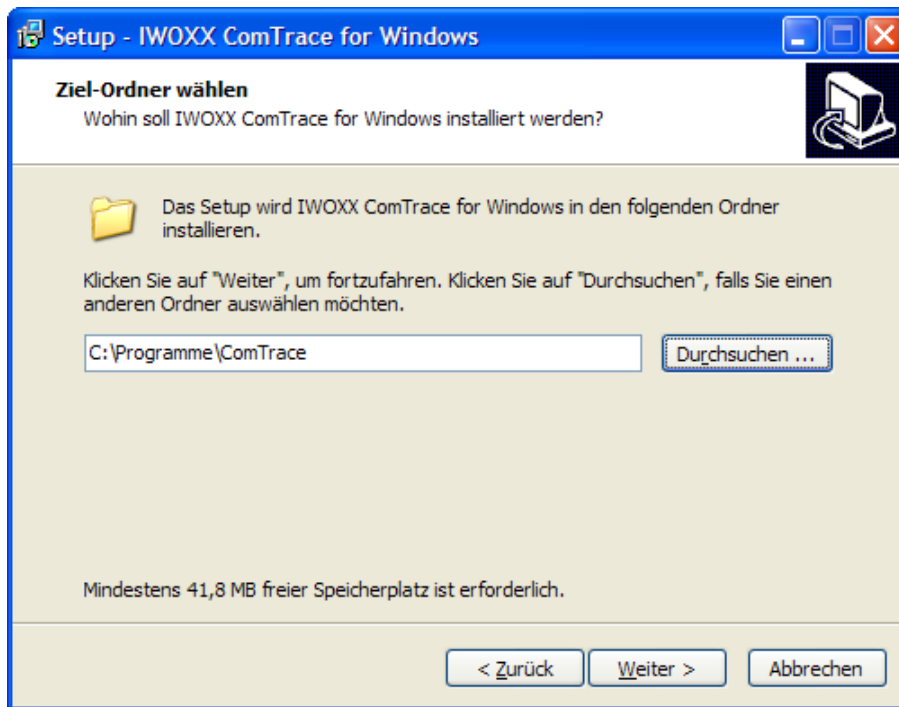 Setup - IWOXX ComTrace for Windows
Ziel-Ordner wählen
Wohin soll IWOXX ComTrace for Windows installiert werden?
Das Setup wird IWOXX ComTrace for Windows in den folgenden Ordner
installieren.
Klicken Sie auf "Weiter", um fortzufahren. Klicken Sie auf "Durchsuchen", falls Sie einen
anderen Ordner auswählen möchten.
C:\Programme\ComTrace
Durchsuchen ...
Mindestens 41,8 MB freier Speicherplatz ist erforderlich.
< Zurück
Weiter >
Abbrechen